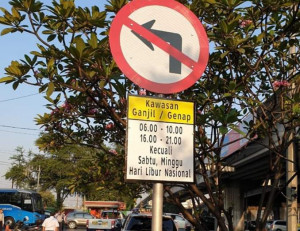 Kawasan
Ganjil / Genap
06.00 - 10.00
16.00 - 21.00
Kecuali
Sabtu, Minggu
Hari Libur Nasional